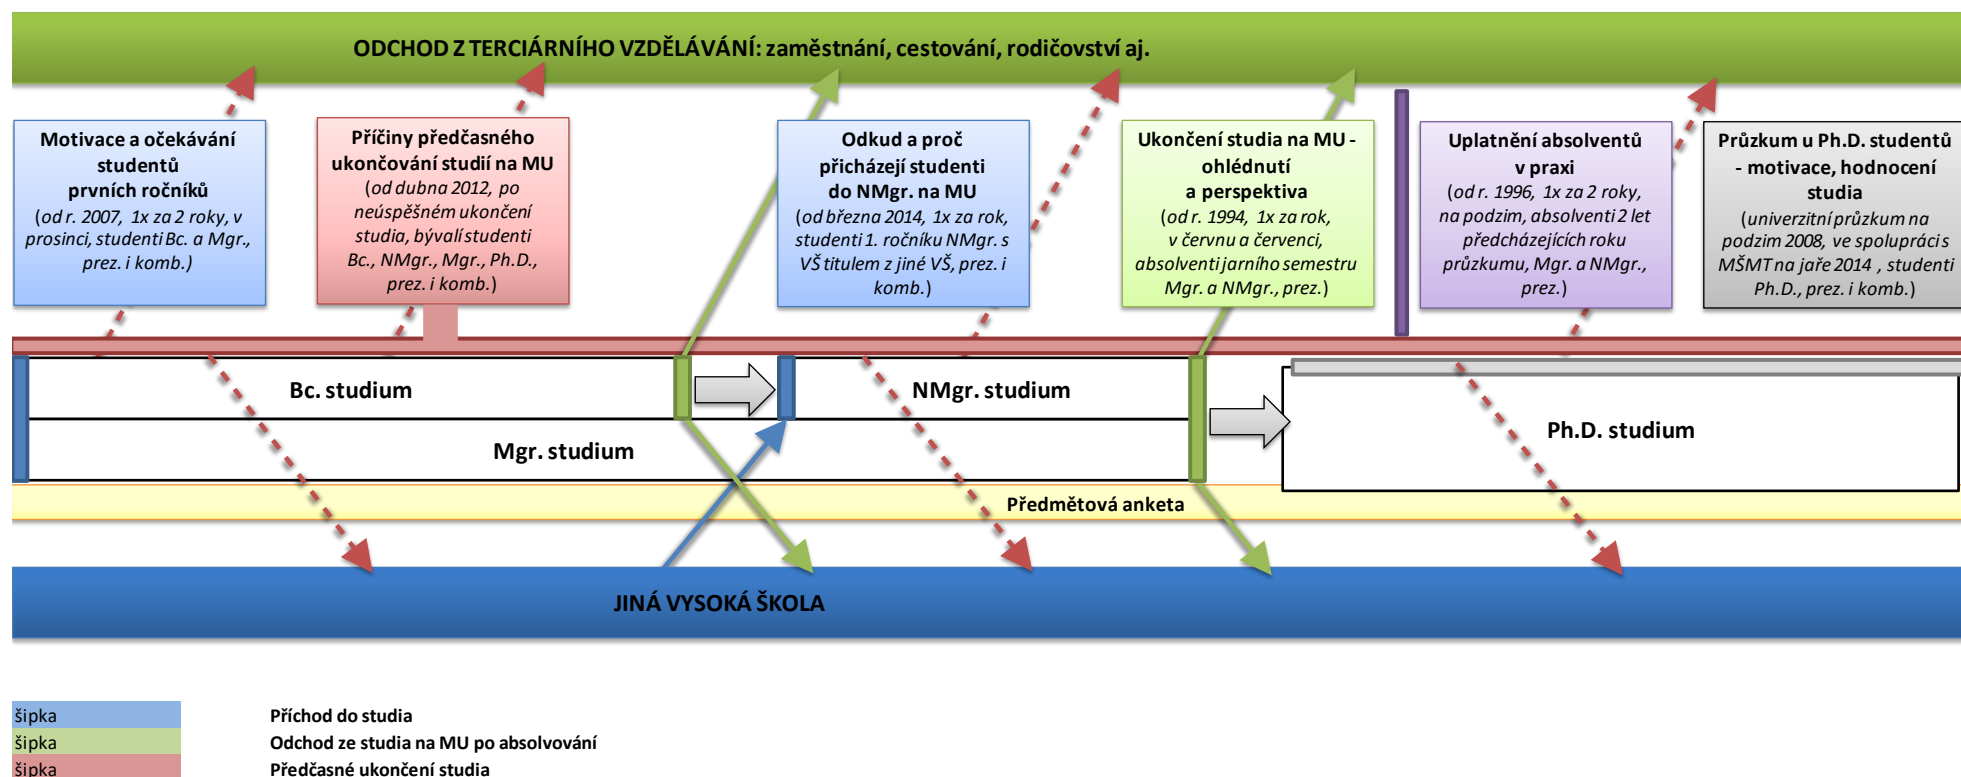 ODCHOD Z TERCIÁRNÍHO VZDĚLÁVÁNÍ: zaměstnání, cestování, rodičovství aj.
Motivace a očekávání
studentů
prvních ročníků
(od r. 2007, 1x za 2 roky, v
prosinci, studenti Bc. a Mgr.,
prez. i komb.)
Příčiny předčasného
ukončování studií na MU
(od dubna 2012, po
neúspěšném ukončení
studia, bývalí studenti
Bc., NMgr., Mgr., Ph.D.,
prez. i komb.)
Odkud a proč
přicházejí studenti
do NMgr. na MU
(od března 2014, 1x za rok,
studenti 1. ročníku NMgr. s
VŠ titulem z jiné VŠ, prez. i
komb.)
Ukončení studia na MU -
ohlédnutí
a perspektiva
(od r. 1994, 1x za rok,
v červnu a červenci,
absolventi jarního semestru
Mgr. a NMgr., prez.)
Uplatnění absolventů
v praxi
(od r. 1996, 1x za 2 roky,
na podzim, absolventi 2 let
předcházejících roku
průzkumu, Mgr. a NMgr.,
prez.)
Průzkum u Ph.D. studentů
- motivace, hodnocení
studia
(univerzitní průzkum na
podzim 2008, ve spolupráci s
MŠMT na jaře 2014 , studenti
Ph.D., prez. i komb.)
Bc. studium
NMgr. studium
Mgr. studium
Ph.D. studium
Předmětová anketa
JINÁ VYSOKÁ ŠKOLA
šipka Příchod do studia
šipka Odchod ze studia na MU po absolvování
šipka Předčasné ukončení studia